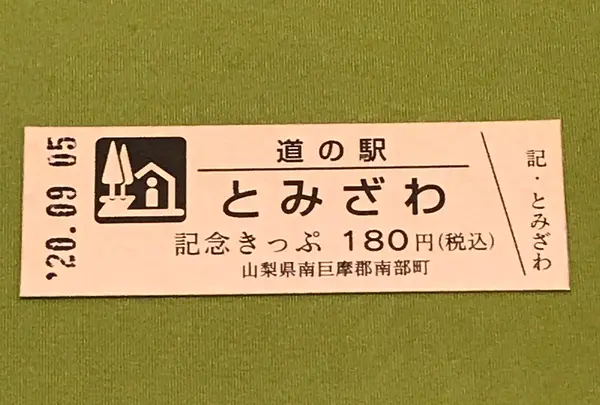 '20.09 05
道の駅
とみざわ
記念きっぷ 180円(税込)
山梨県南巨摩郡南部町
記・とみざわ